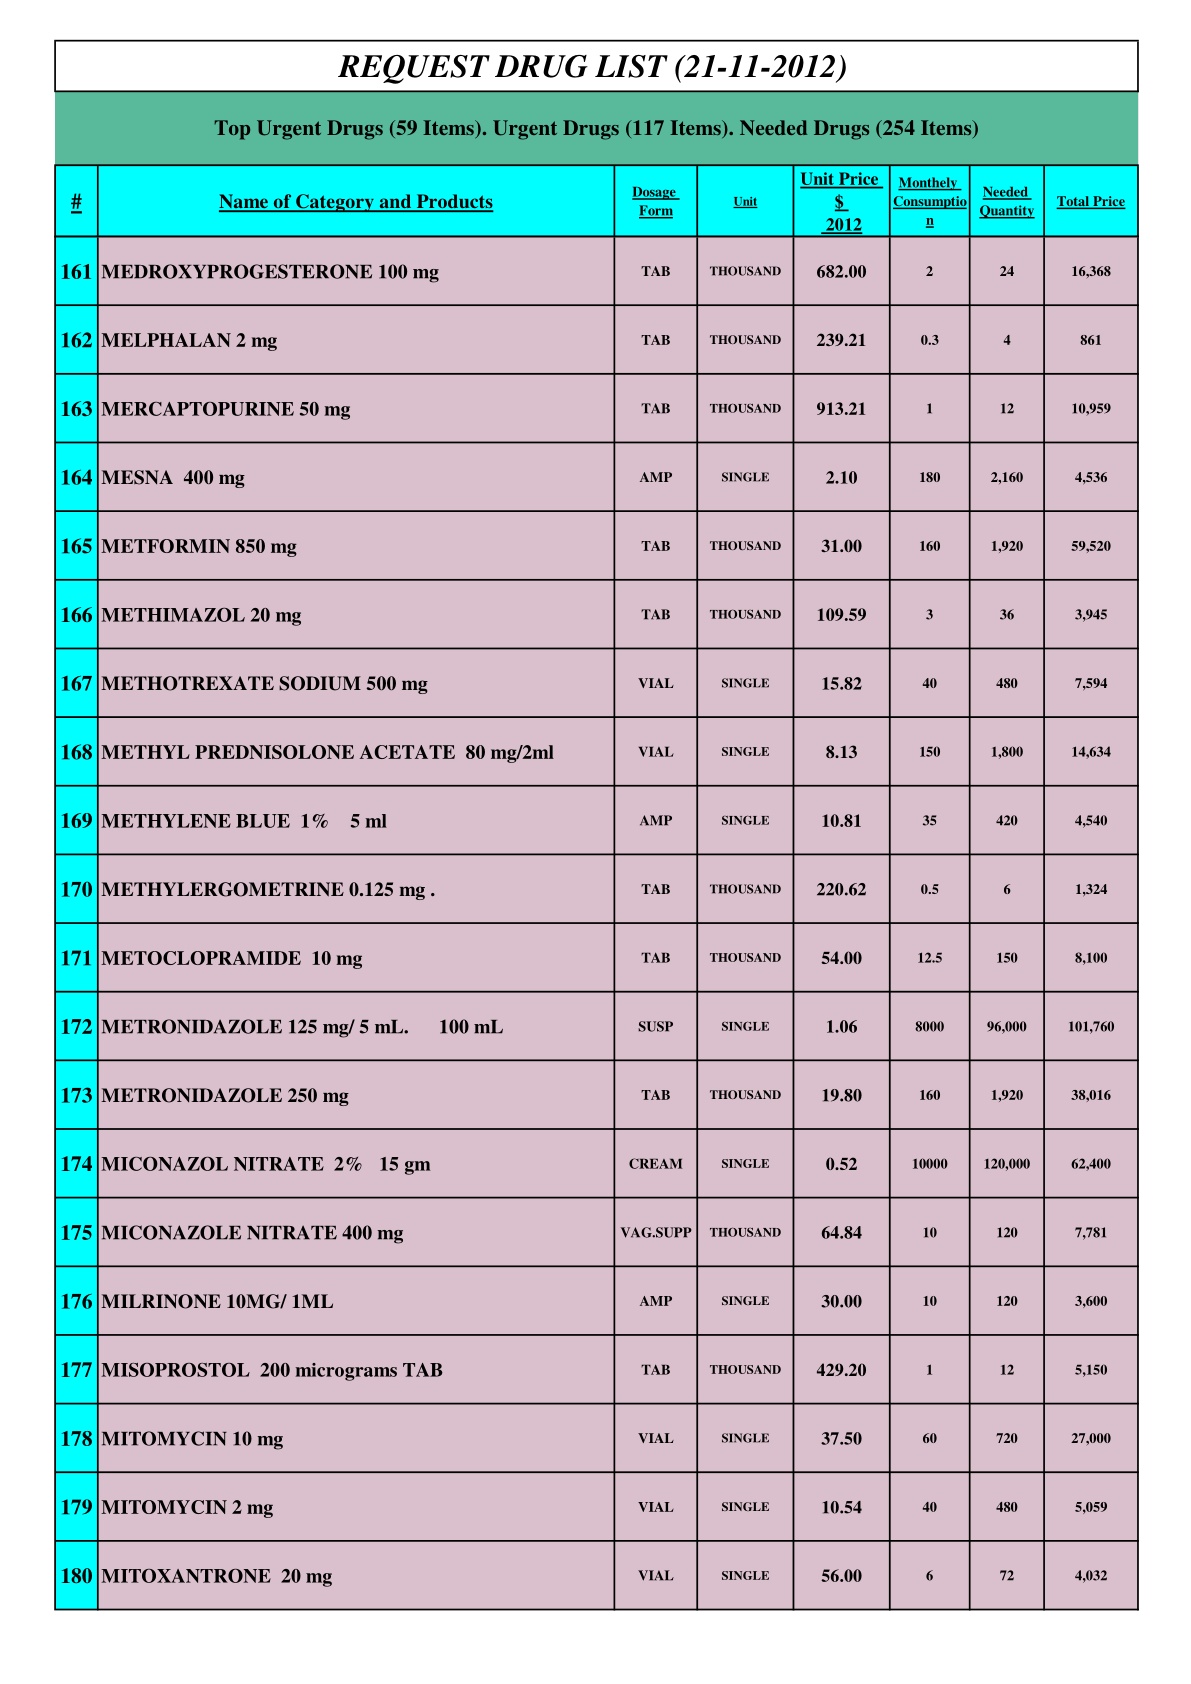 REQUEST DRUG LIST (21-11-2012)
Top Urgent Drugs (59 Items). Urgent Drugs (117 Items). Needed Drugs (254 Items)
# Name of Category and Products Dosage Form Unit Unit Price $ 2012 Monthely Consumption Needed Quantity Total Price
161 MEDROXYPROGESTERONE 100 mg TAB THOUSAND 682.00 2 24 16,368
162 MELPHALAN 2 mg TAB THOUSAND 239.21 0.3 4 861
163 MERCAPTOPURINE 50 mg TAB THOUSAND 913.21 1 12 10,959
164 MESNA 400 mg AMP SINGLE 2.10 180 2,160 4,536
165 METFORMIN 850 mg TAB THOUSAND 31.00 160 1,920 59,520
166 METHIMAZOL 20 mg TAB THOUSAND 109.59 3 36 3,945
167 METHOTREXATE SODIUM 500 mg VIAL SINGLE 15.82 40 480 7,594
168 METHYL PREDNISOLONE ACETATE 80 mg/2ml VIAL SINGLE 8.13 150 1,800 14,634
169 METHYLENE BLUE 1% 5 ml AMP SINGLE 10.81 35 420 4,540
170 METHYLERGOMETRINE 0.125 mg . TAB THOUSAND 220.62 0.5 6 1,324
171 METOCLOPRAMIDE 10 mg TAB THOUSAND 54.00 12.5 150 8,100
172 METRONIDAZOLE 125 mg/ 5 mL. 100 mL SUSP SINGLE 1.06 8000 96,000 101,760
173 METRONIDAZOLE 250 mg TAB THOUSAND 19.80 160 1,920 38,016
174 MICONAZOL NITRATE 2% 15 gm CREAM SINGLE 0.52 10000 120,000 62,400
175 MICONAZOLE NITRATE 400 mg VAG.SUPP THOUSAND 64.84 10 120 7,781
176 MILRINONE 10MG/ 1ML AMP SINGLE 30.00 10 120 3,600
177 MISOPROSTOL 200 micrograms TAB TAB THOUSAND 429.20 1 12 5,150
178 MITOMYCIN 10 mg VIAL SINGLE 37.50 60 720 27,000
179 MITOMYCIN 2 mg VIAL SINGLE 10.54 40 480 5,059
180 MITOXANTRONE 20 mg VIAL SINGLE 56.00 6 72 4,032